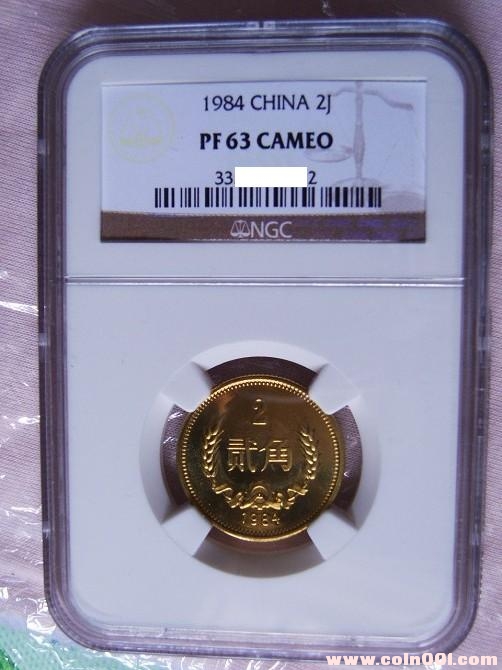 1984 CHINA 2J
PF 63 CAMEO
33 2
NGC
2
贰角
1984
www.coin001.com